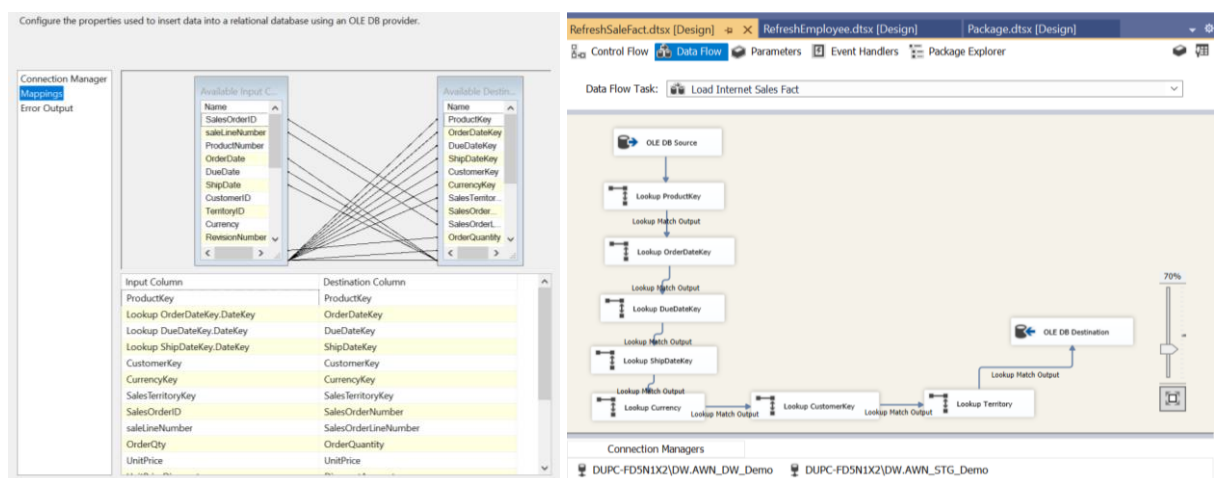 Configure the properties used to insert data into a relational database using an OLE DB provider.
Connection Manager
Mappings
Error Output
Available Input C...
Name
SalesOrderID
saleLineNumber
ProductNumber
OrderDate
DueDate
ShipDate
CustomerID
TerritoryID
Currency
RevisionNumber
Available Destin...
Name
ProductKey
OrderDateKey
DueDateKey
ShipDateKey
CustomerKey
CurrencyKey
SalesTerritor...
SalesOrder...
SalesOrderL...
OrderQuantity
Input Column Destination Column
ProductKey ProductKey
Lookup OrderDateKey.DateKey OrderDateKey
Lookup DueDateKey.DateKey DueDateKey
Lookup ShipDateKey.DateKey ShipDateKey
CustomerKey CustomerKey
CurrencyKey CurrencyKey
SalesTerritoryKey SalesTerritoryKey
SalesOrderID SalesOrderNumber
saleLineNumber SalesOrderLineNumber
OrderQty OrderQuantity
UnitPrice UnitPrice
RefreshSaleFact.dtsx [Design] RefreshEmployee.dtsx [Design] Package.dtsx [Design]
Control Flow Data Flow Parameters Event Handlers Package Explorer
Data Flow Task: Load Internet Sales Fact
OLE DB Source
Lookup ProductKey
Lookup Match Output
Lookup OrderDateKey
Lookup Match Output
Lookup DueDateKey
Lookup Match Output
Lookup ShipDateKey
Lookup Match Output
Lookup Currency
Lookup Match Output
Lookup CustomerKey
Lookup Match Output
Lookup Territory
Lookup Match Output
OLE DB Destination
70%
Connection Managers
DUPC-FD5N1X2\DW.AWN_DW_Demo DUPC-FD5N1X2\DW.AWN_STG_Demo